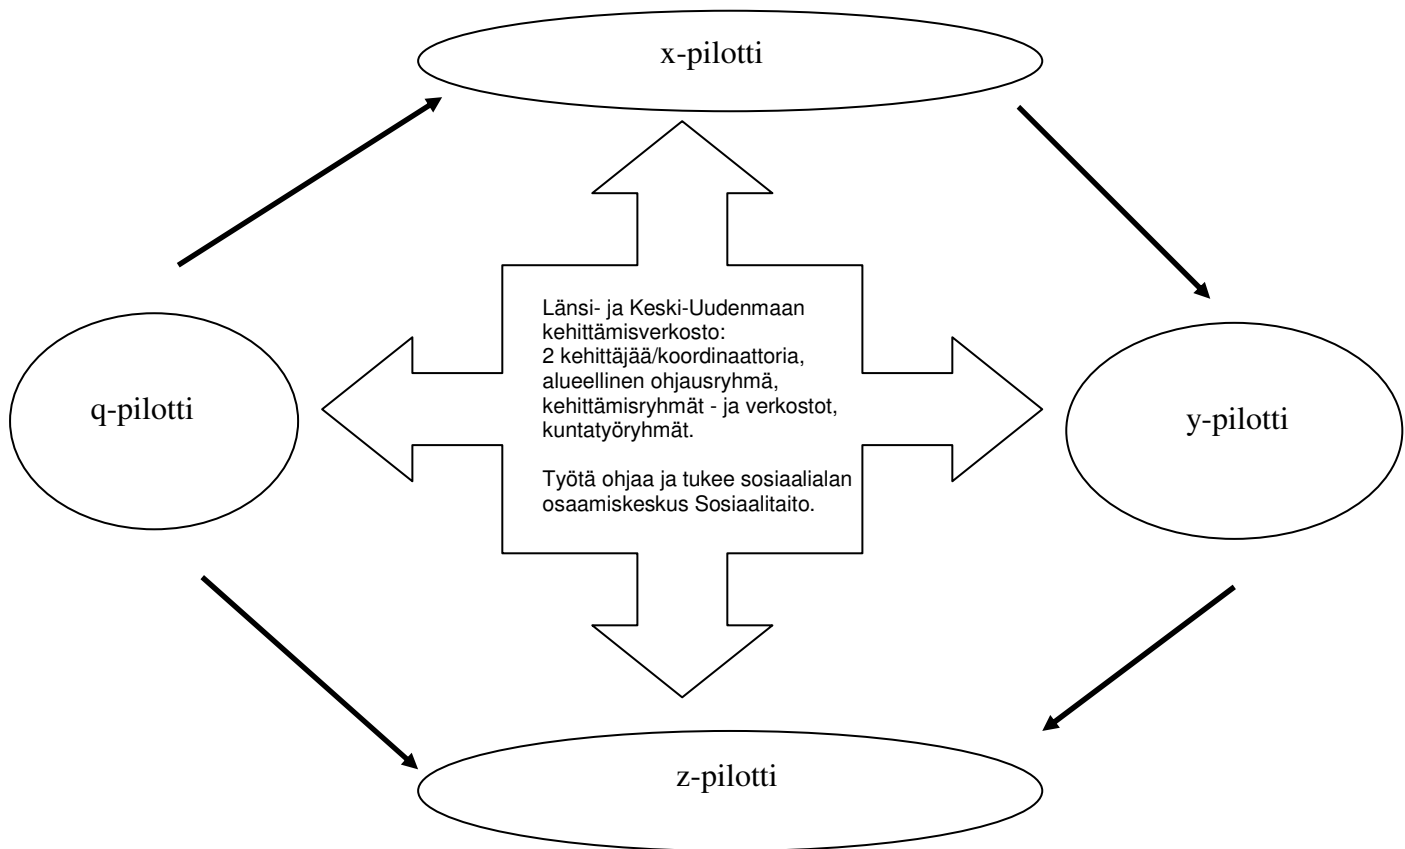 x-pilotti
Länsi- ja Keski-Uudenmaan
kehittämisverkosto:
2 kehittäjää/koordinaattoria,
alueellinen ohjausryhmä,
kehittämisryhmät - ja verkostot,
kuntatyöryhmät.
Työtä ohjaa ja tukee sosiaalialan
osaamiskeskus Sosiaalitaito.
q-pilotti
y-pilotti
z-pilotti